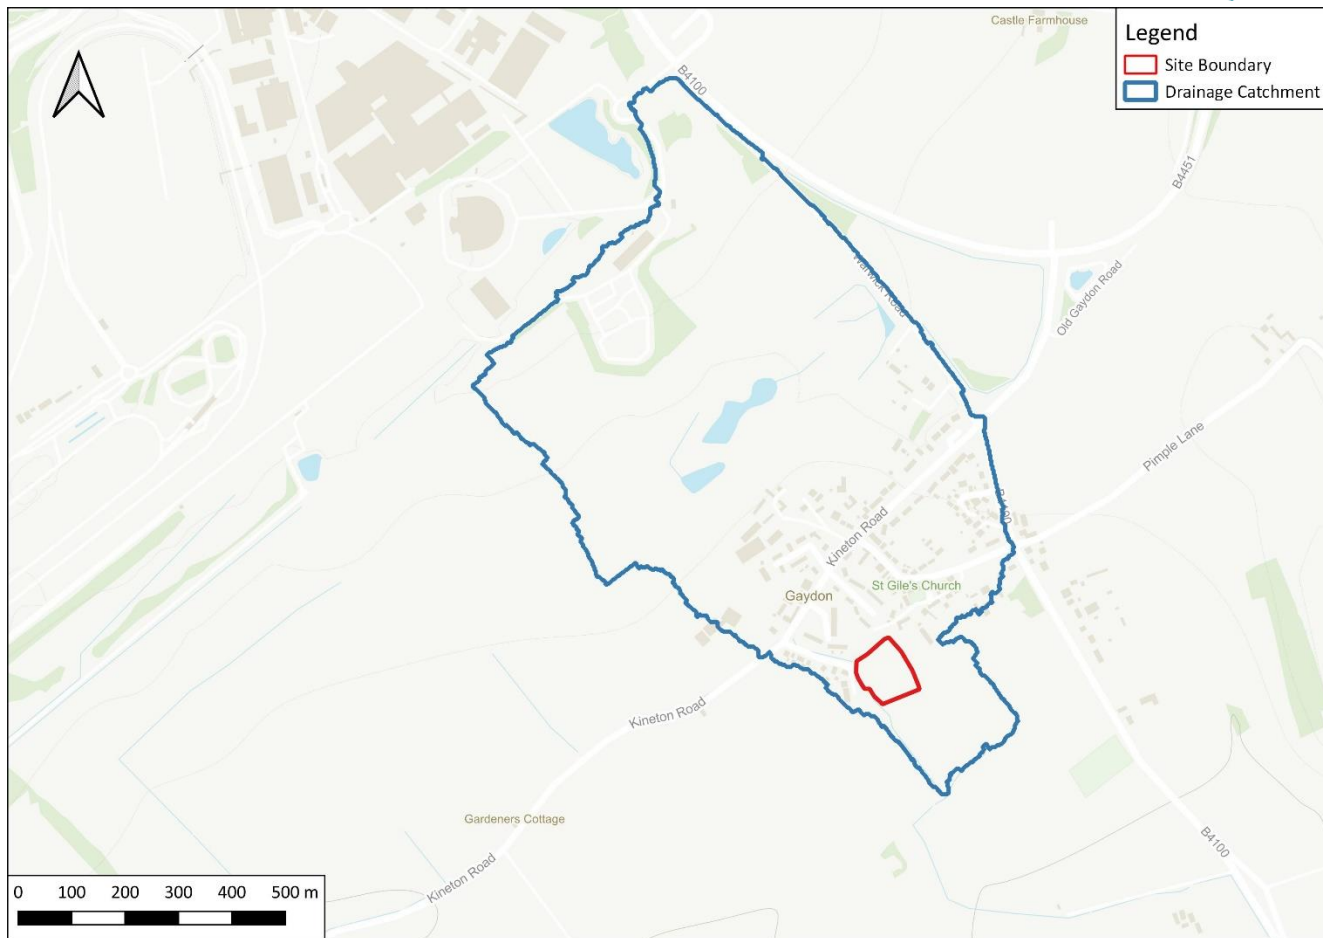 Castle Farmhouse
Legend
Site Boundary
Drainage Catchment
B4100
B4451
Warwick Road
Old Gaydon Road
Pimple Lane
B4100
Kineton Road
St Gile's Church
Gaydon
Kineton Road
Gardeners Cottage
B4100
Kineton Road
0 100 200 300 400 500 m